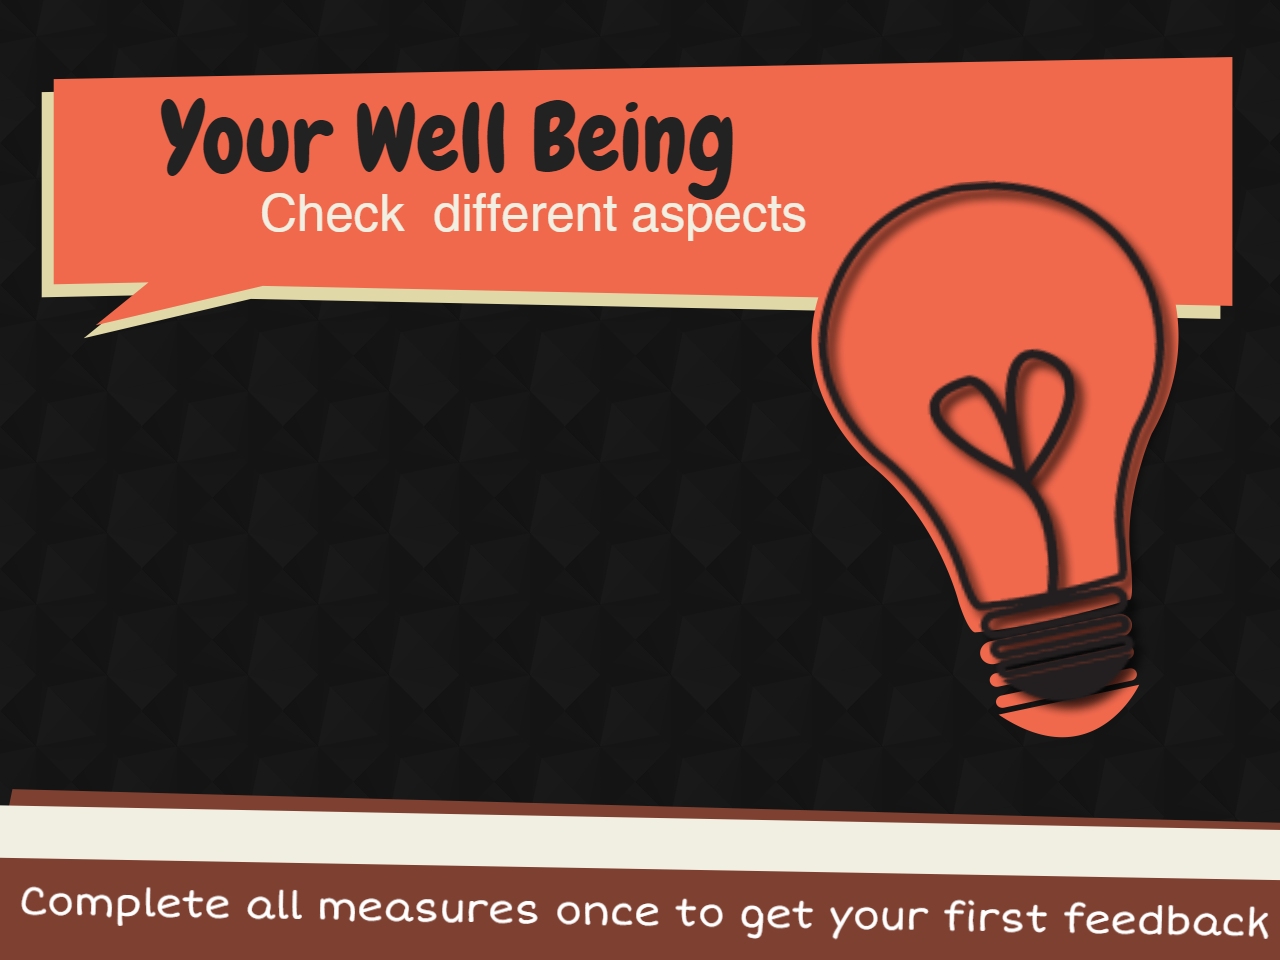 Your Well Being
Check  different aspects
Complete all measures once to get your first feedback